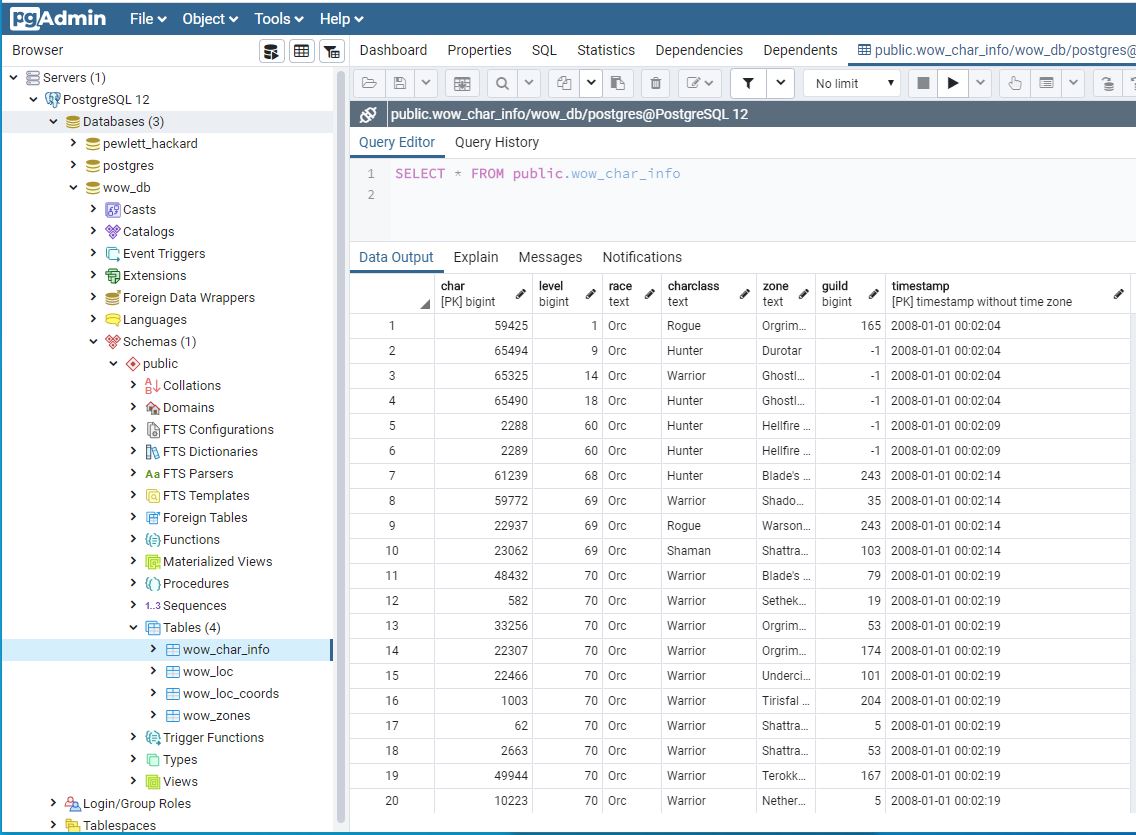 pgAdmin File Object Tools Help
Browser
Servers (1)
PostgreSQL 12
Databases (3)
pewlett_hackard
postgres
wow_db
Casts
Catalogs
Event Triggers
Extensions
Foreign Data Wrappers
Languages
Schemas (1)
public
Collations
Domains
FTS Configurations
FTS Dictionaries
Aa FTS Parsers
FTS Templates
Foreign Tables
Functions
Materialized Views
Procedures
1..3 Sequences
Tables (4)
wow_char_info
wow_loc
wow_loc_coords
wow_zones
Trigger Functions
Types
Views
Login/Group Roles
Tablespaces
Dashboard Properties SQL Statistics Dependencies Dependents public.wow_char_info/wow_db/postgres@
No limit
public.wow_char_info/wow_db/postgres@PostgreSQL 12
Query Editor Query History
1 SELECT * FROM public.wow_char_info
2
Data Output Explain Messages Notifications
char level race charclass zone guild timestamp
[PK] bigint bigint text text text bigint [PK] timestamp without time zone
1 59425 1 Orc Rogue Orgrim... 165 2008-01-01 00:02:04
2 65494 9 Orc Hunter Durotar -1 2008-01-01 00:02:04
3 65325 14 Orc Warrior Ghostl... -1 2008-01-01 00:02:04
4 65490 18 Orc Hunter Ghostl... -1 2008-01-01 00:02:04
5 2288 60 Orc Hunter Hellfire ... -1 2008-01-01 00:02:09
6 2289 60 Orc Hunter Hellfire ... -1 2008-01-01 00:02:09
7 61239 68 Orc Hunter Blade's ... 243 2008-01-01 00:02:14
8 59772 69 Orc Warrior Shado... 35 2008-01-01 00:02:14
9 22937 69 Orc Rogue Warson... 243 2008-01-01 00:02:14
10 23062 69 Orc Shaman Shattra... 103 2008-01-01 00:02:14
11 48432 70 Orc Warrior Blade's ... 79 2008-01-01 00:02:19
12 582 70 Orc Warrior Sethek... 19 2008-01-01 00:02:19
13 33256 70 Orc Warrior Orgrim... 53 2008-01-01 00:02:19
14 22307 70 Orc Warrior Orgrim... 174 2008-01-01 00:02:19
15 22466 70 Orc Warrior Underci... 101 2008-01-01 00:02:19
16 1003 70 Orc Warrior Tirisfal ... 204 2008-01-01 00:02:19
17 62 70 Orc Warrior Shattra... 5 2008-01-01 00:02:19
18 2663 70 Orc Warrior Shattra... 53 2008-01-01 00:02:19
19 49944 70 Orc Warrior Terokk... 167 2008-01-01 00:02:19
20 10223 70 Orc Warrior Nether... 5 2008-01-01 00:02:19